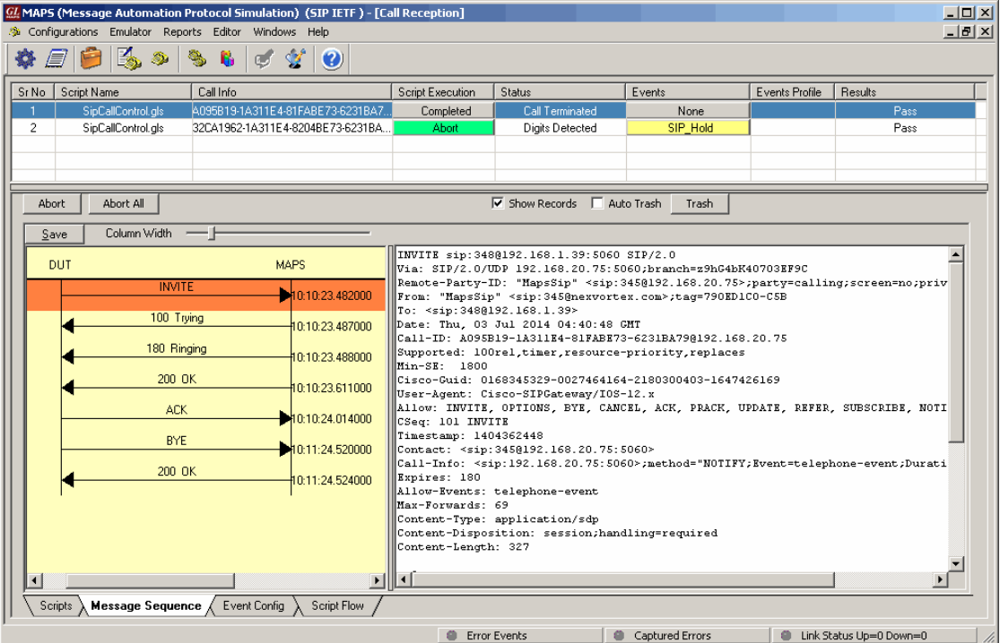 GL MAPS (Message Automation Protocol Simulation) (SIP IETF ) - [Call Reception]
Configurations Emulator Reports Editor Windows Help
Sr No Script Name Call Info Script Execution Status Events Events Profile Results
1 SipCallControl.gls A095B19-1A311E4-81FABE73-6231BA7... Completed Call Terminated None Pass
2 SipCallControl.gls 32CA1962-1A311E4-8204BE73-6231BA... Abort Digits Detected SIP_Hold Pass
Abort Abort All Show Records Auto Trash Trash
Save Column Width
DUT MAPS
INVITE
10:10:23.482000
100 Trying
10:10:23.487000
180 Ringing
10:10:23.488000
200 OK
10:10:23.611000
ACK
10:10:24.014000
BYE
10:11:24.520000
200 OK
10:11:24.524000
INVITE sip:348@192.168.1.39:5060 SIP/2.0
Via: SIP/2.0/UDP 192.168.20.75:5060;branch=z9hG4bK40703EF9C
Remote-Party-ID: "MapsSip" <sip:345@192.168.20.75>;party=calling;screen=no;priv
From: "MapsSip" <sip:345@nexvortex.com>;tag=790ED1C0-C5B
To: <sip:348@192.168.1.39>
Date: Thu, 03 Jul 2014 04:40:48 GMT
Call-ID: A095B19-1A311E4-81FABE73-6231BA79@192.168.20.75
Supported: 100rel,timer,resource-priority,replaces
Min-SE: 1800
Cisco-Guid: 0168345329-0027464164-2180300403-1647426169
User-Agent: Cisco-SIPGateway/IOS-12.x
Allow: INVITE, OPTIONS, BYE, CANCEL, ACK, PRACK, UPDATE, REFER, SUBSCRIBE, NOTI
CSeq: 101 INVITE
Timestamp: 1404362448
Contact: <sip:345@192.168.20.75:5060>
Call-Info: <sip:192.168.20.75:5060>;method="NOTIFY;Event=telephone-event;Durati
Expires: 180
Allow-Events: telephone-event
Max-Forwards: 69
Content-Type: application/sdp
Content-Disposition: session;handling=required
Content-Length: 327
Scripts Message Sequence Event Config Script Flow
Error Events Captured Errors Link Status Up=0 Down=0